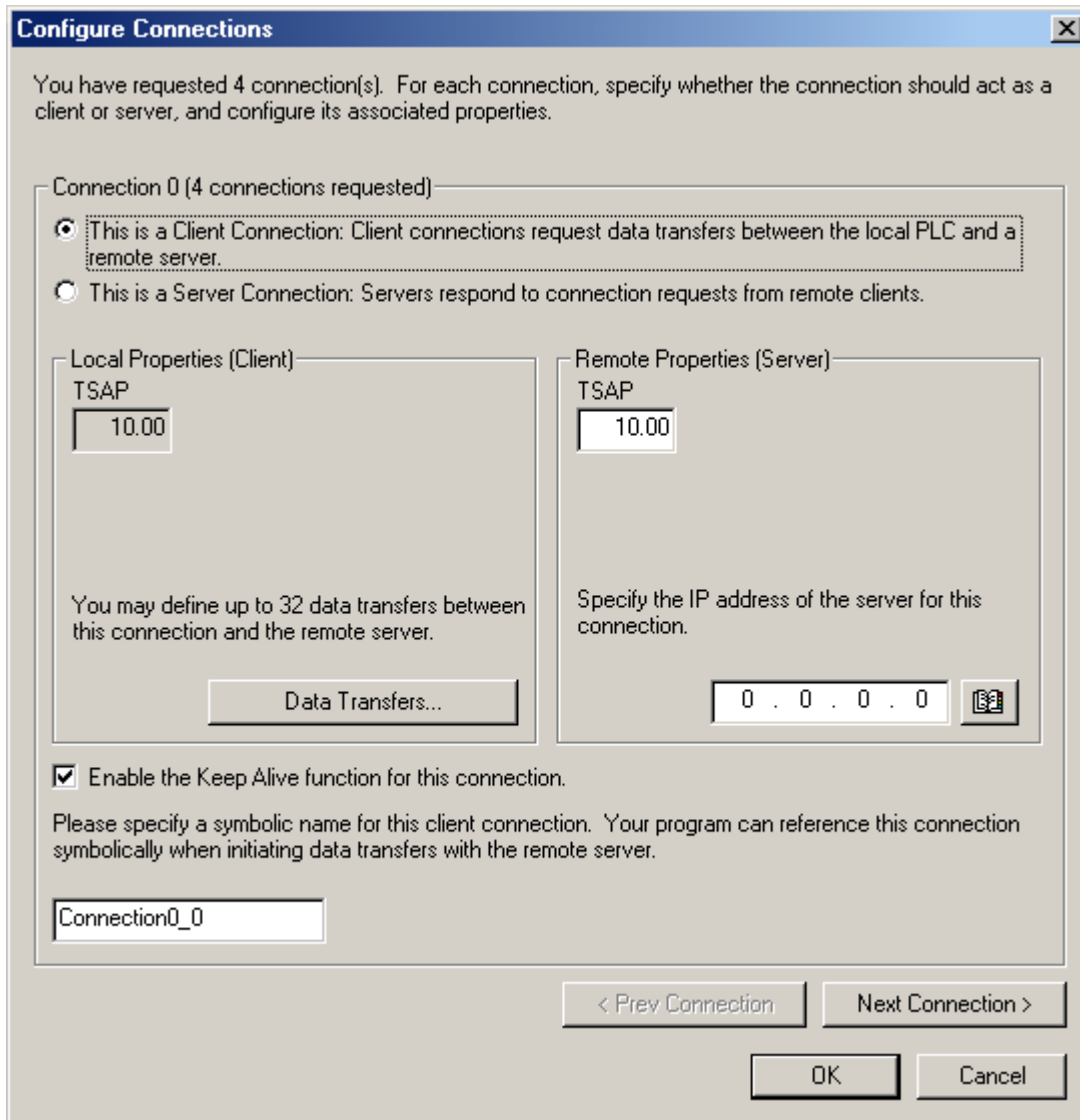 Configure Connections
You have requested 4 connection(s). For each connection, specify whether the connection should act as a
client or server, and configure its associated properties.
Connection 0 (4 connections requested)
This is a Client Connection: Client connections request data transfers between the local PLC and a
remote server.
This is a Server Connection: Servers respond to connection requests from remote clients.
Local Properties (Client)
TSAP
10.00
You may define up to 32 data transfers between
this connection and the remote server.
Data Transfers...
Remote Properties (Server)
TSAP
10.00
Specify the IP address of the server for this
connection.
0 . 0 . 0 . 0
Enable the Keep Alive function for this connection.
Please specify a symbolic name for this client connection. Your program can reference this connection
symbolically when initiating data transfers with the remote server.
Connection0_0
< Prev Connection
Next Connection >
OK
Cancel